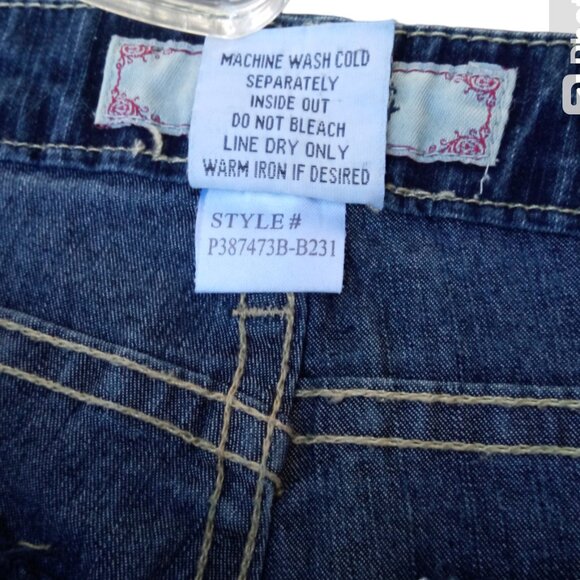 MACHINE WASH COLD
SEPARATELY
INSIDE OUT
DO NOT BLEACH
LINE DRY ONLY
WARM IRON IF DESIRED
STYLE #
P387473B-B231